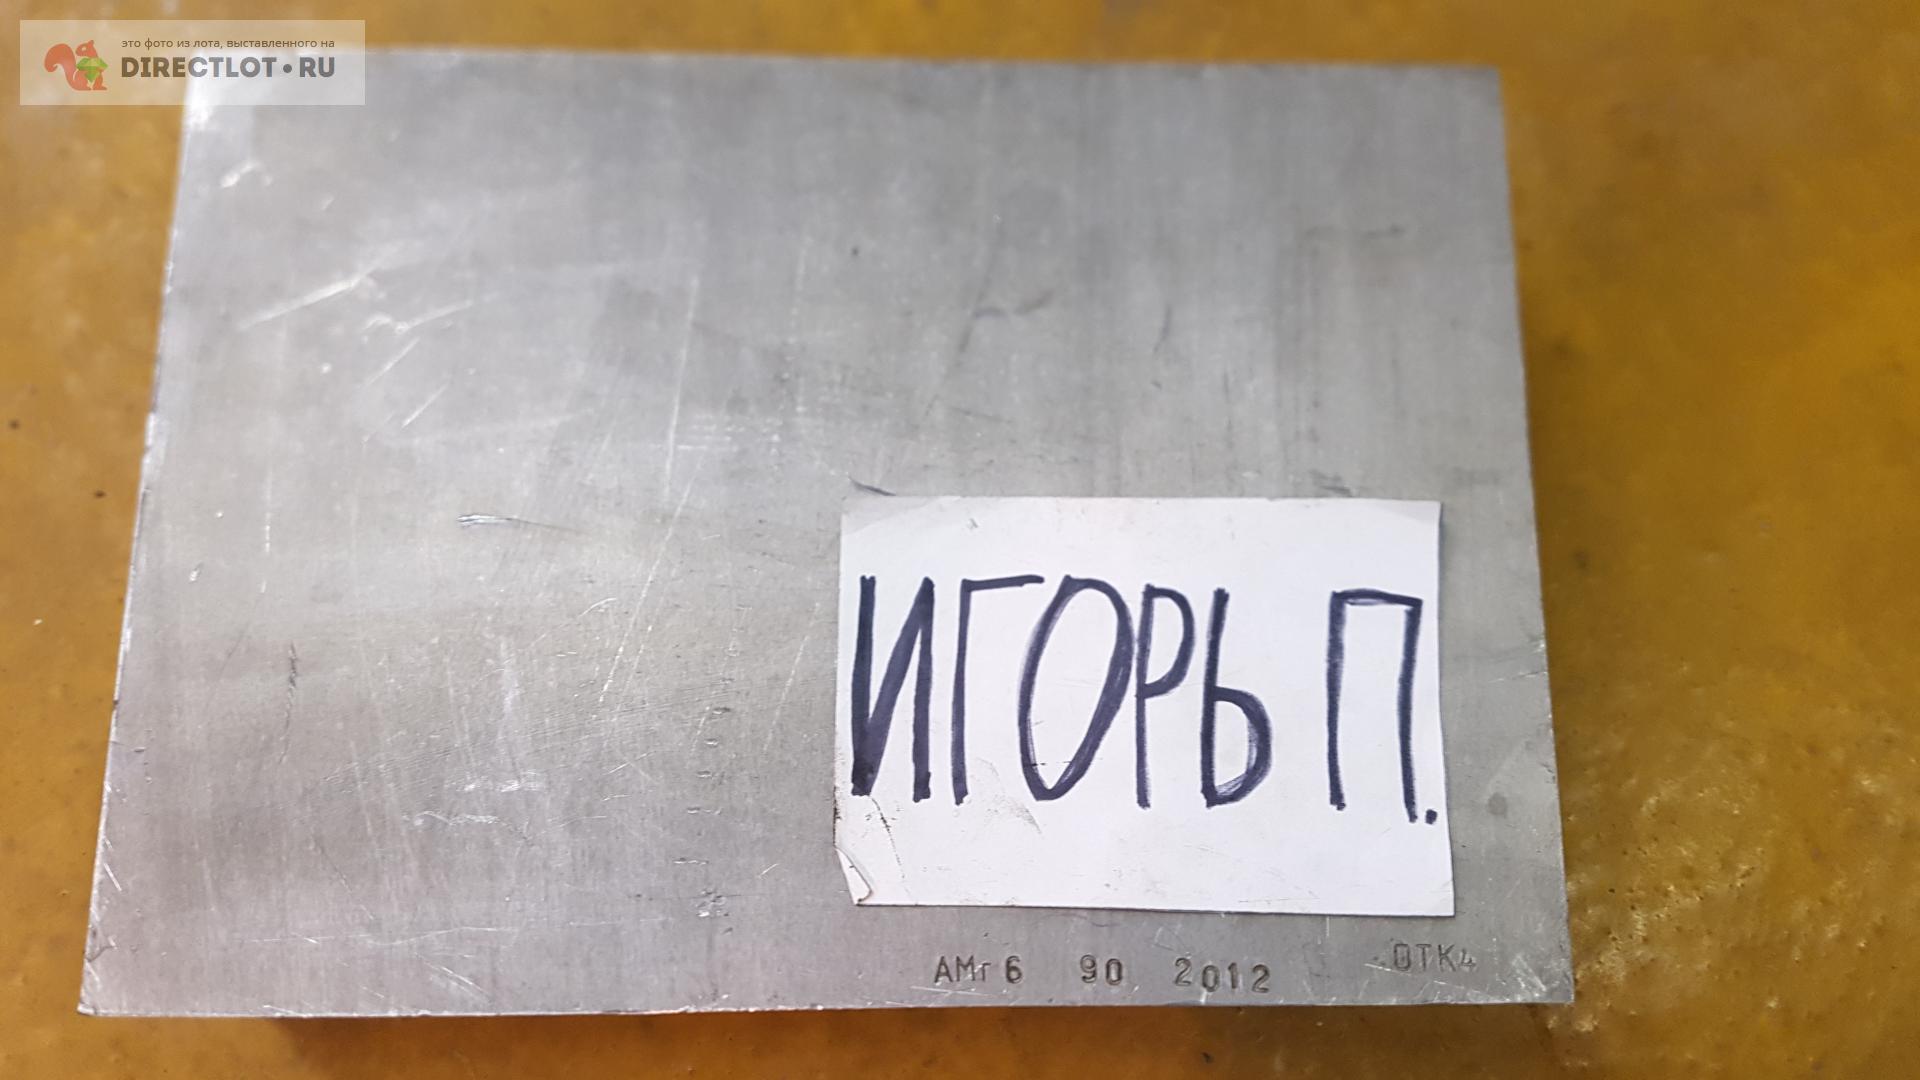 это фото из лота, выставленного на
DIRECTLOT•RU
ИГОРЬ П.
АМг6 90 2012 ОТК4